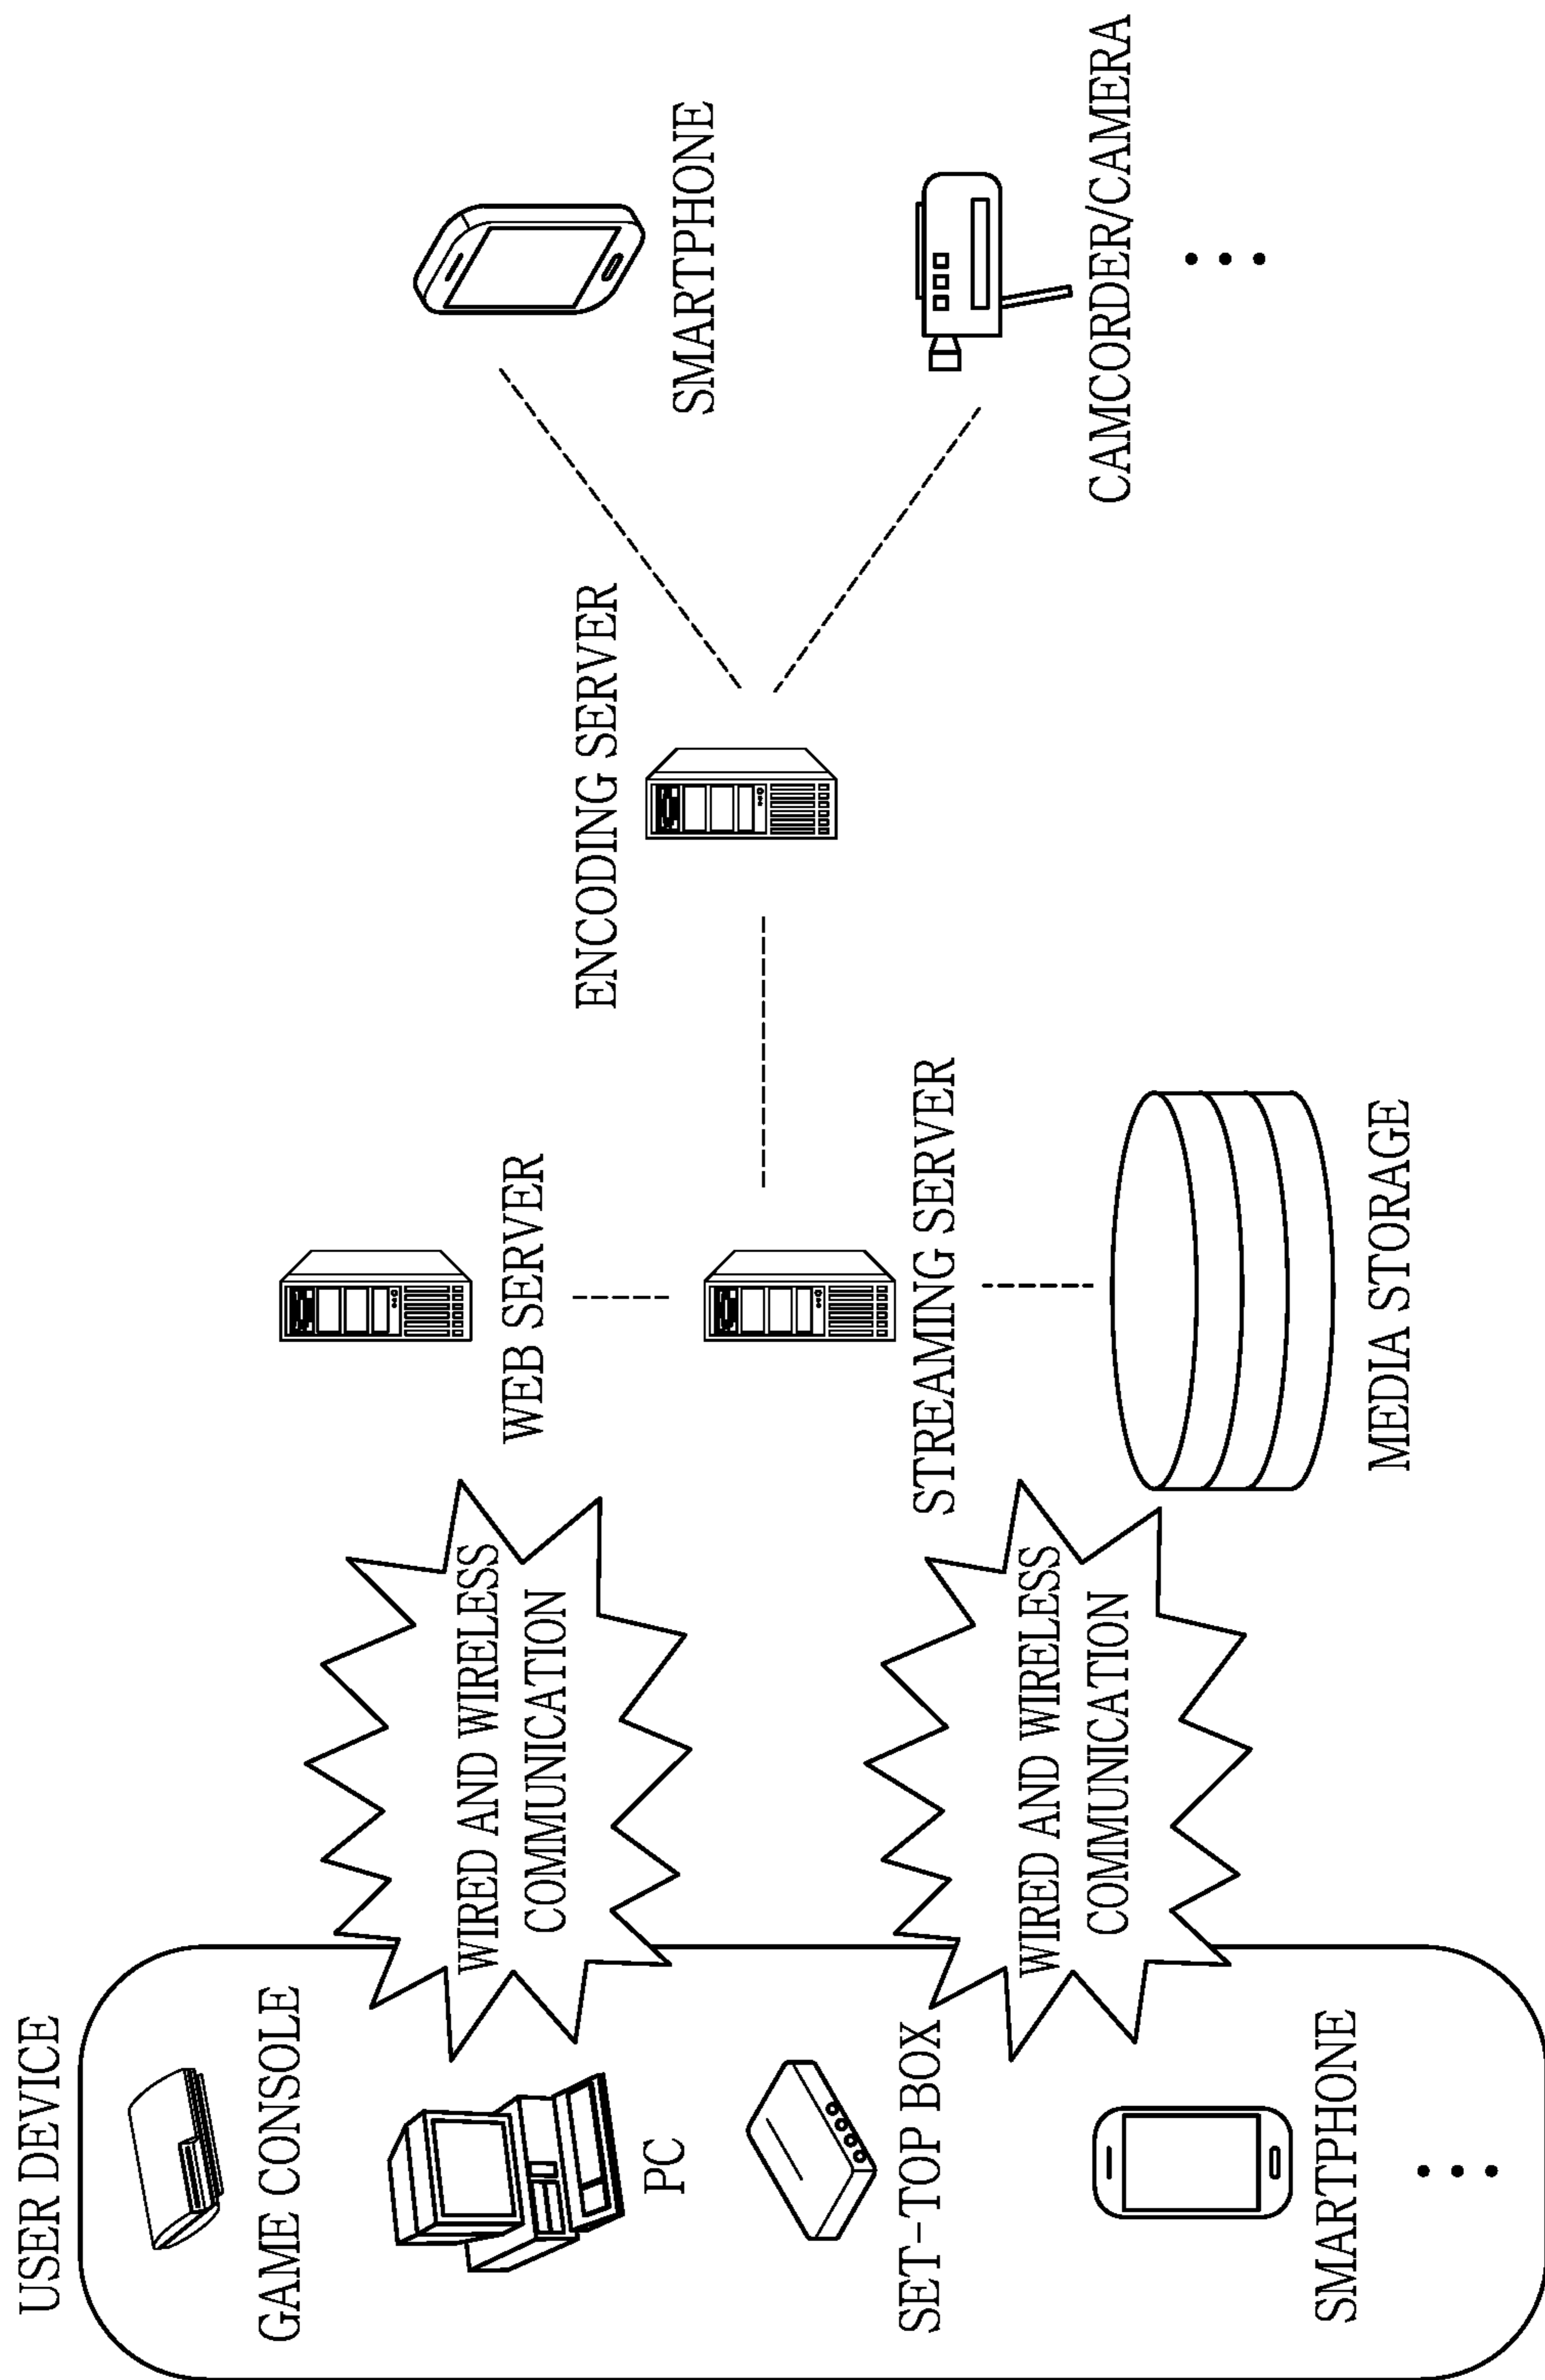 USER DEVICE
GAME CONSOLE
PC
SET-TOP BOX
SMARTPHONE
WIRED AND WIRELESS
COMMUNICATION
WIRED AND WIRELESS
COMMUNICATION
WEB SERVER
STREAMING SERVER
MEDIA STORAGE
ENCODING SERVER
SMARTPHONE
CAMCORDER/CAMERA